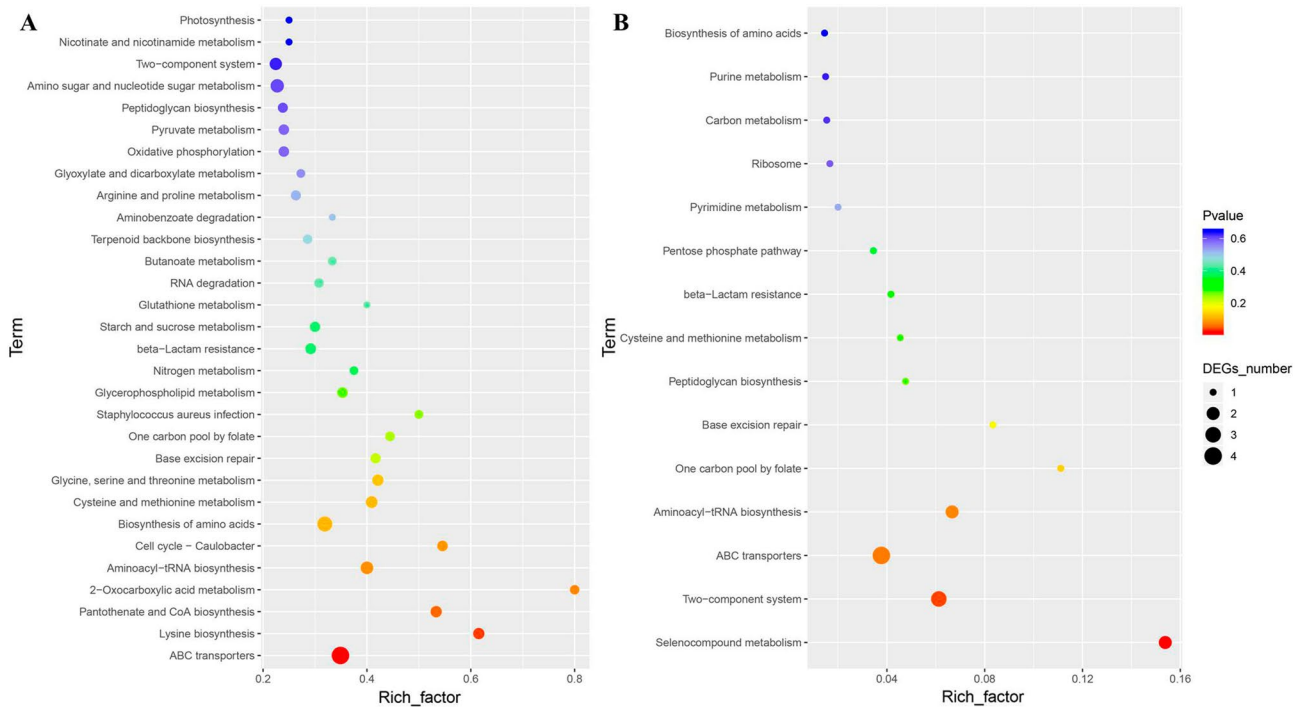 A
Term
Photosynthesis
Nicotinate and nicotinamide metabolism
Two−component system
Amino sugar and nucleotide sugar metabolism
Peptidoglycan biosynthesis
Pyruvate metabolism
Oxidative phosphorylation
Glyoxylate and dicarboxylate metabolism
Arginine and proline metabolism
Aminobenzoate degradation
Terpenoid backbone biosynthesis
Butanoate metabolism
RNA degradation
Glutathione metabolism
Starch and sucrose metabolism
beta−Lactam resistance
Nitrogen metabolism
Glycerophospholipid metabolism
Staphylococcus aureus infection
One carbon pool by folate
Base excision repair
Glycine, serine and threonine metabolism
Cysteine and methionine metabolism
Biosynthesis of amino acids
Cell cycle − Caulobacter
Aminoacyl−tRNA biosynthesis
2−Oxocarboxylic acid metabolism
Pantothenate and CoA biosynthesis
Lysine biosynthesis
ABC transporters
0.2 0.4 0.6 0.8
Rich_factor
B
Term
Biosynthesis of amino acids
Purine metabolism
Carbon metabolism
Ribosome
Pyrimidine metabolism
Pentose phosphate pathway
beta−Lactam resistance
Cysteine and methionine metabolism
Peptidoglycan biosynthesis
Base excision repair
One carbon pool by folate
Aminoacyl−tRNA biosynthesis
ABC transporters
Two−component system
Selenocompound metabolism
0.04 0.08 0.12 0.16
Rich_factor
Pvalue
0.6
0.4
0.2
DEGs_number
1
2
3
4